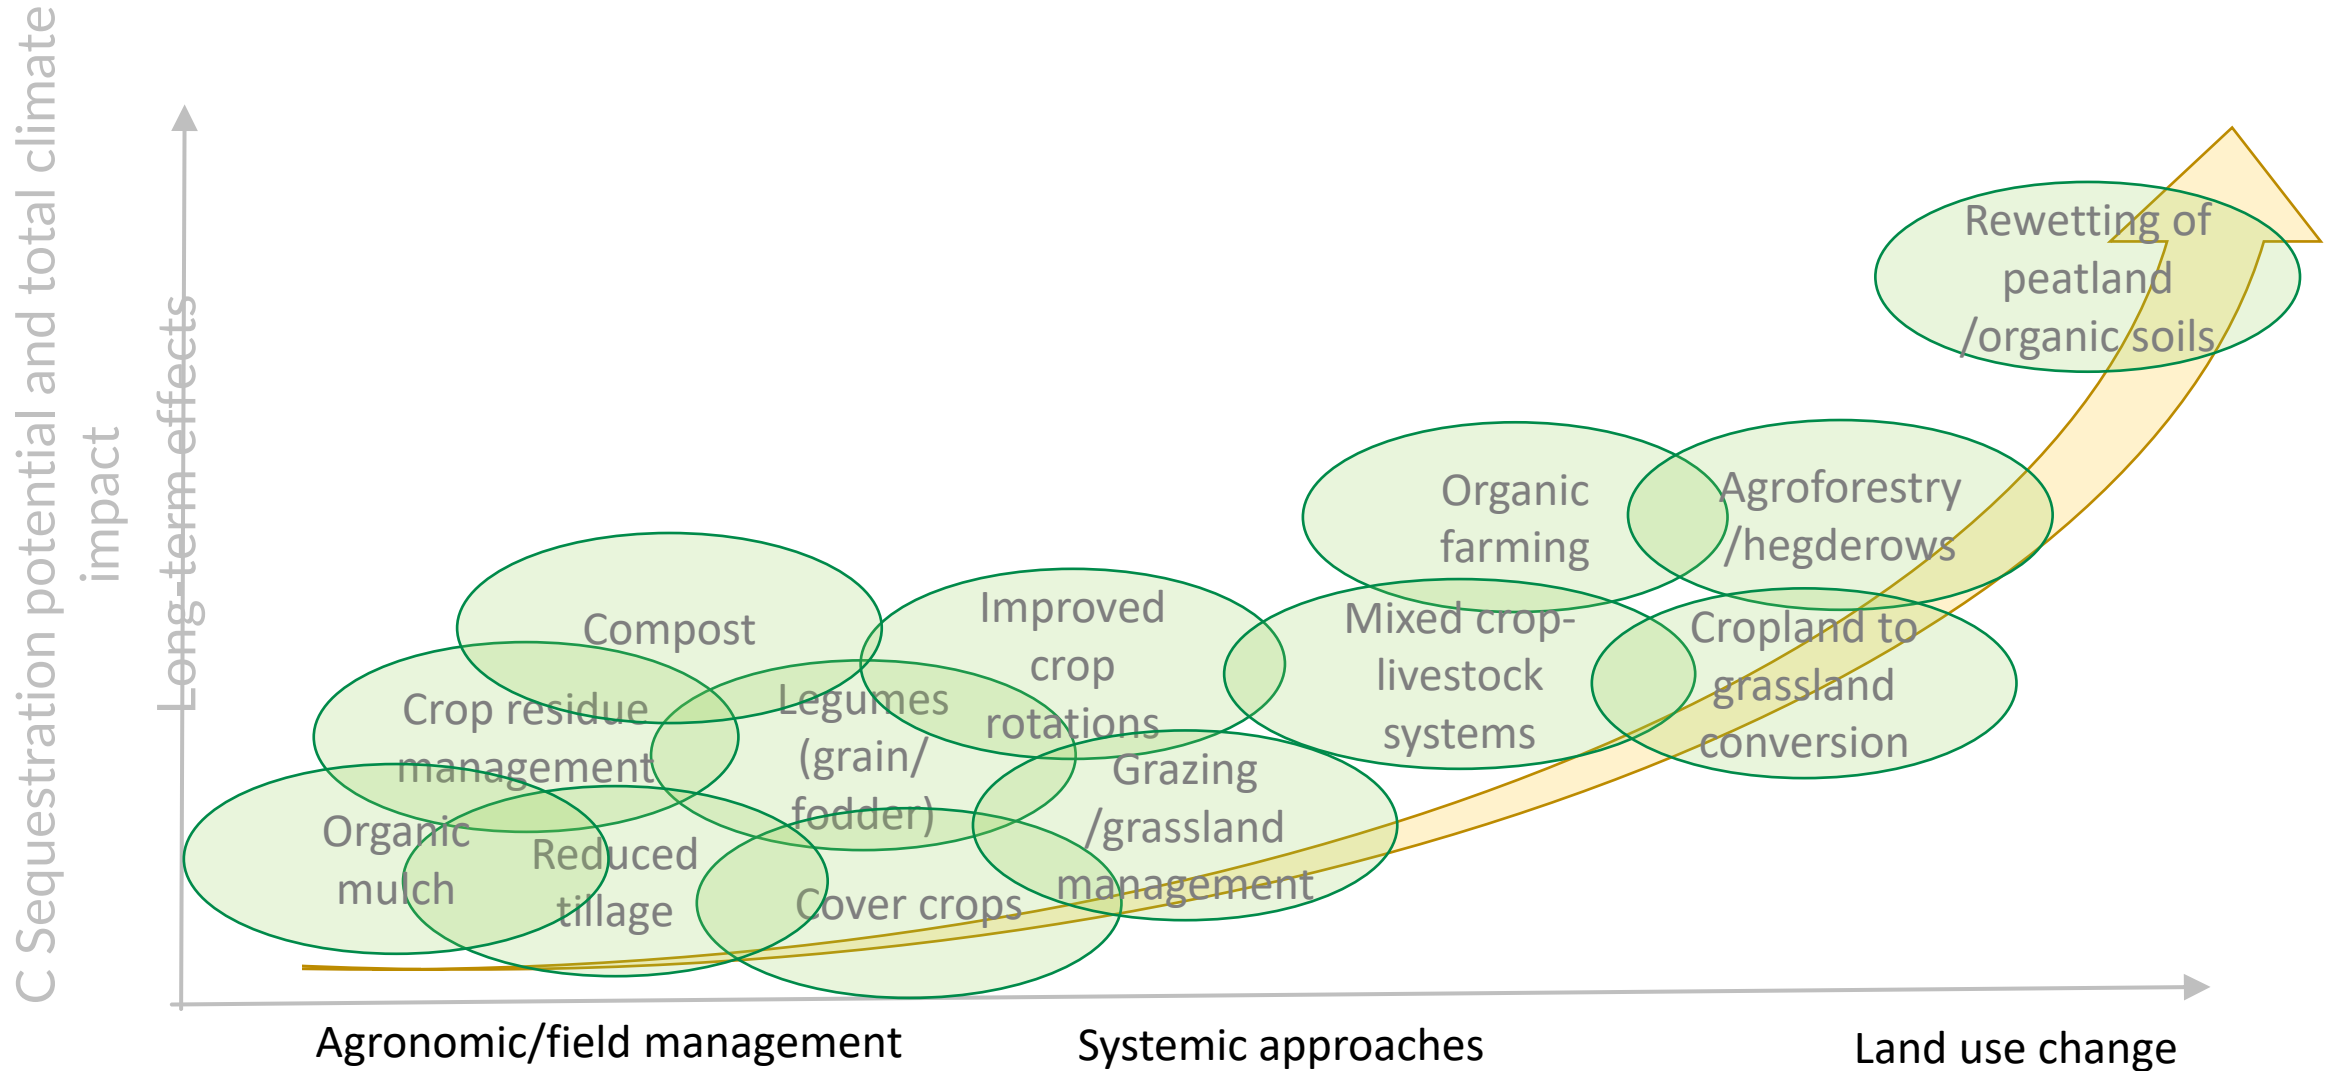 C Sequestration potential and total climate
impact
Long-term effects
Rewetting of
peatland
/organic soils
Organic
farming
Agroforestry
/hegderows
Compost
Improved
crop
rotations
Mixed crop-
livestock
systems
Cropland to
grassland
conversion
Crop residue
management
Legumes
(grain/
fodder)
Grazing
/grassland
management
Organic
mulch
Reduced
tillage
Cover crops
Agronomic/field management
Systemic approaches
Land use change